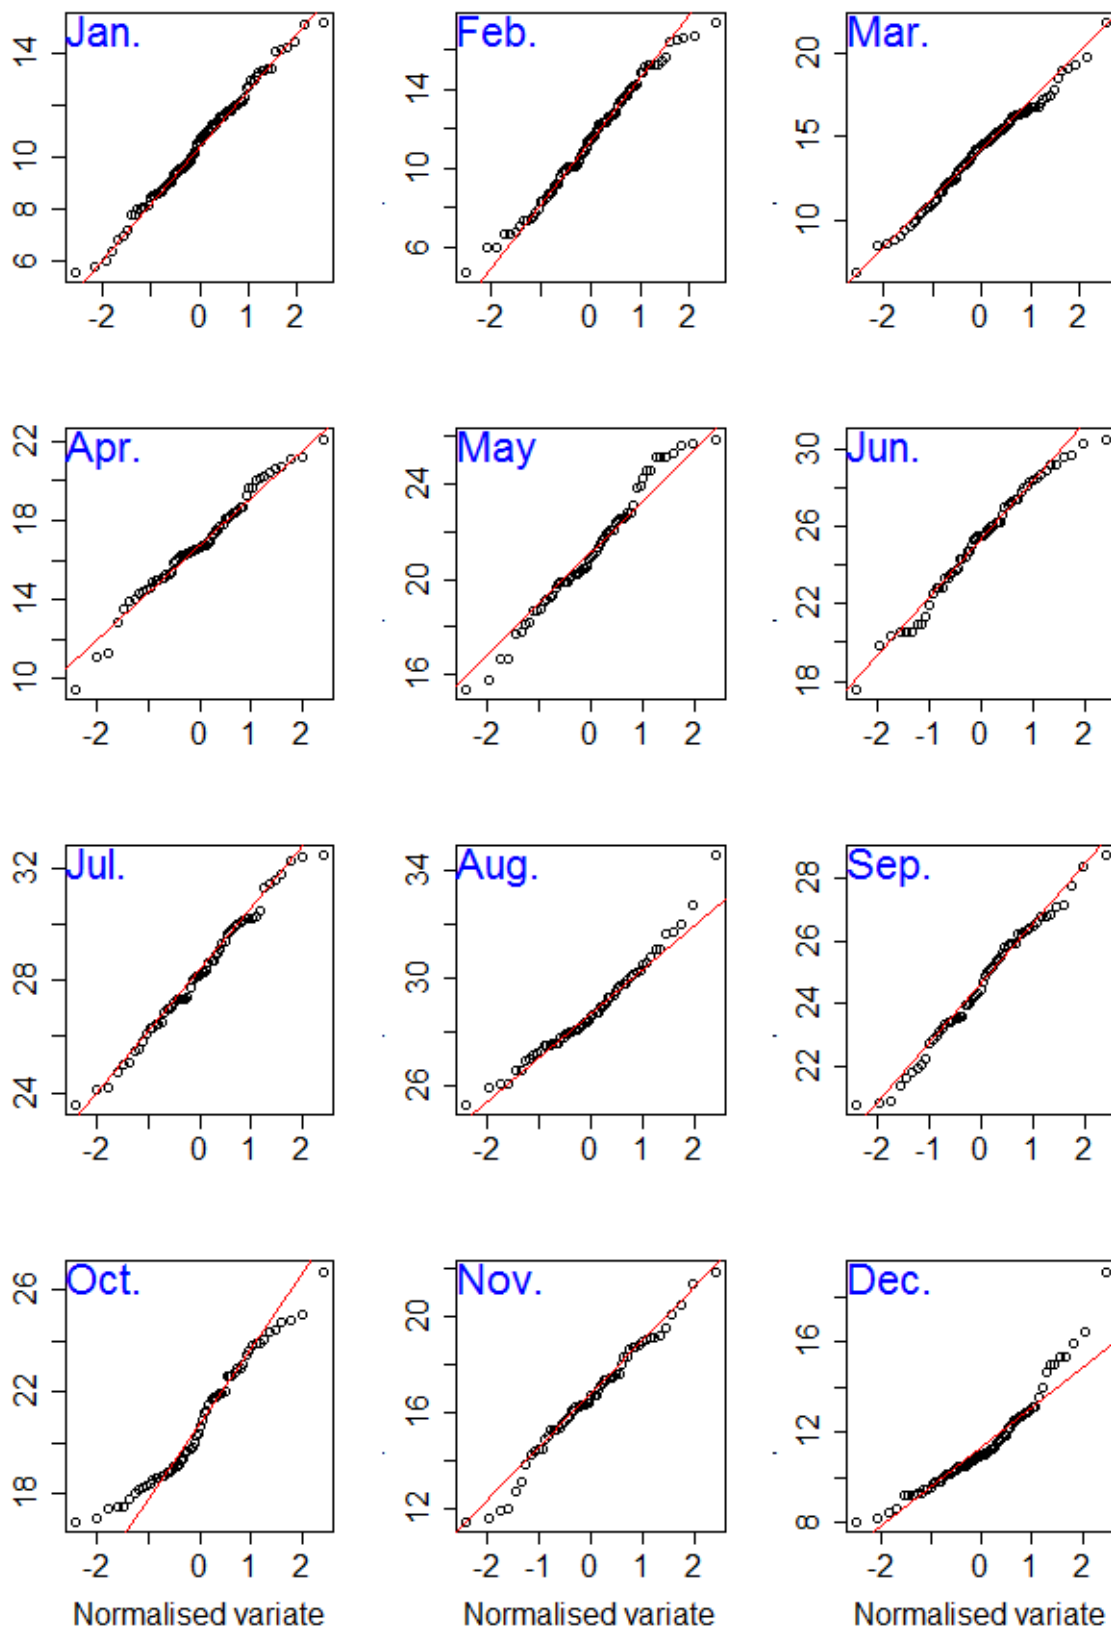 Jan. Feb. Mar.
14 14 20
10 10 15
8 10
6 6
-2 0 1 2 -2 0 1 2 -2 0 1 2
Apr. May Jun.
22 30
18 24 26
14 20 22
10 16 18
-2 0 1 2 -2 0 1 2 -2 -1 0 1 2
Jul. Aug. Sep.
32 34 28
28 30 26
24
24 26 22
-2 0 1 2 -2 0 1 2 -2 -1 0 1 2
Oct. Nov. Dec.
26 20 16
22 16 12
18 12 8
-2 0 1 2 -2 -1 0 1 2 -2 0 1 2
Normalised variate Normalised variate Normalised variate